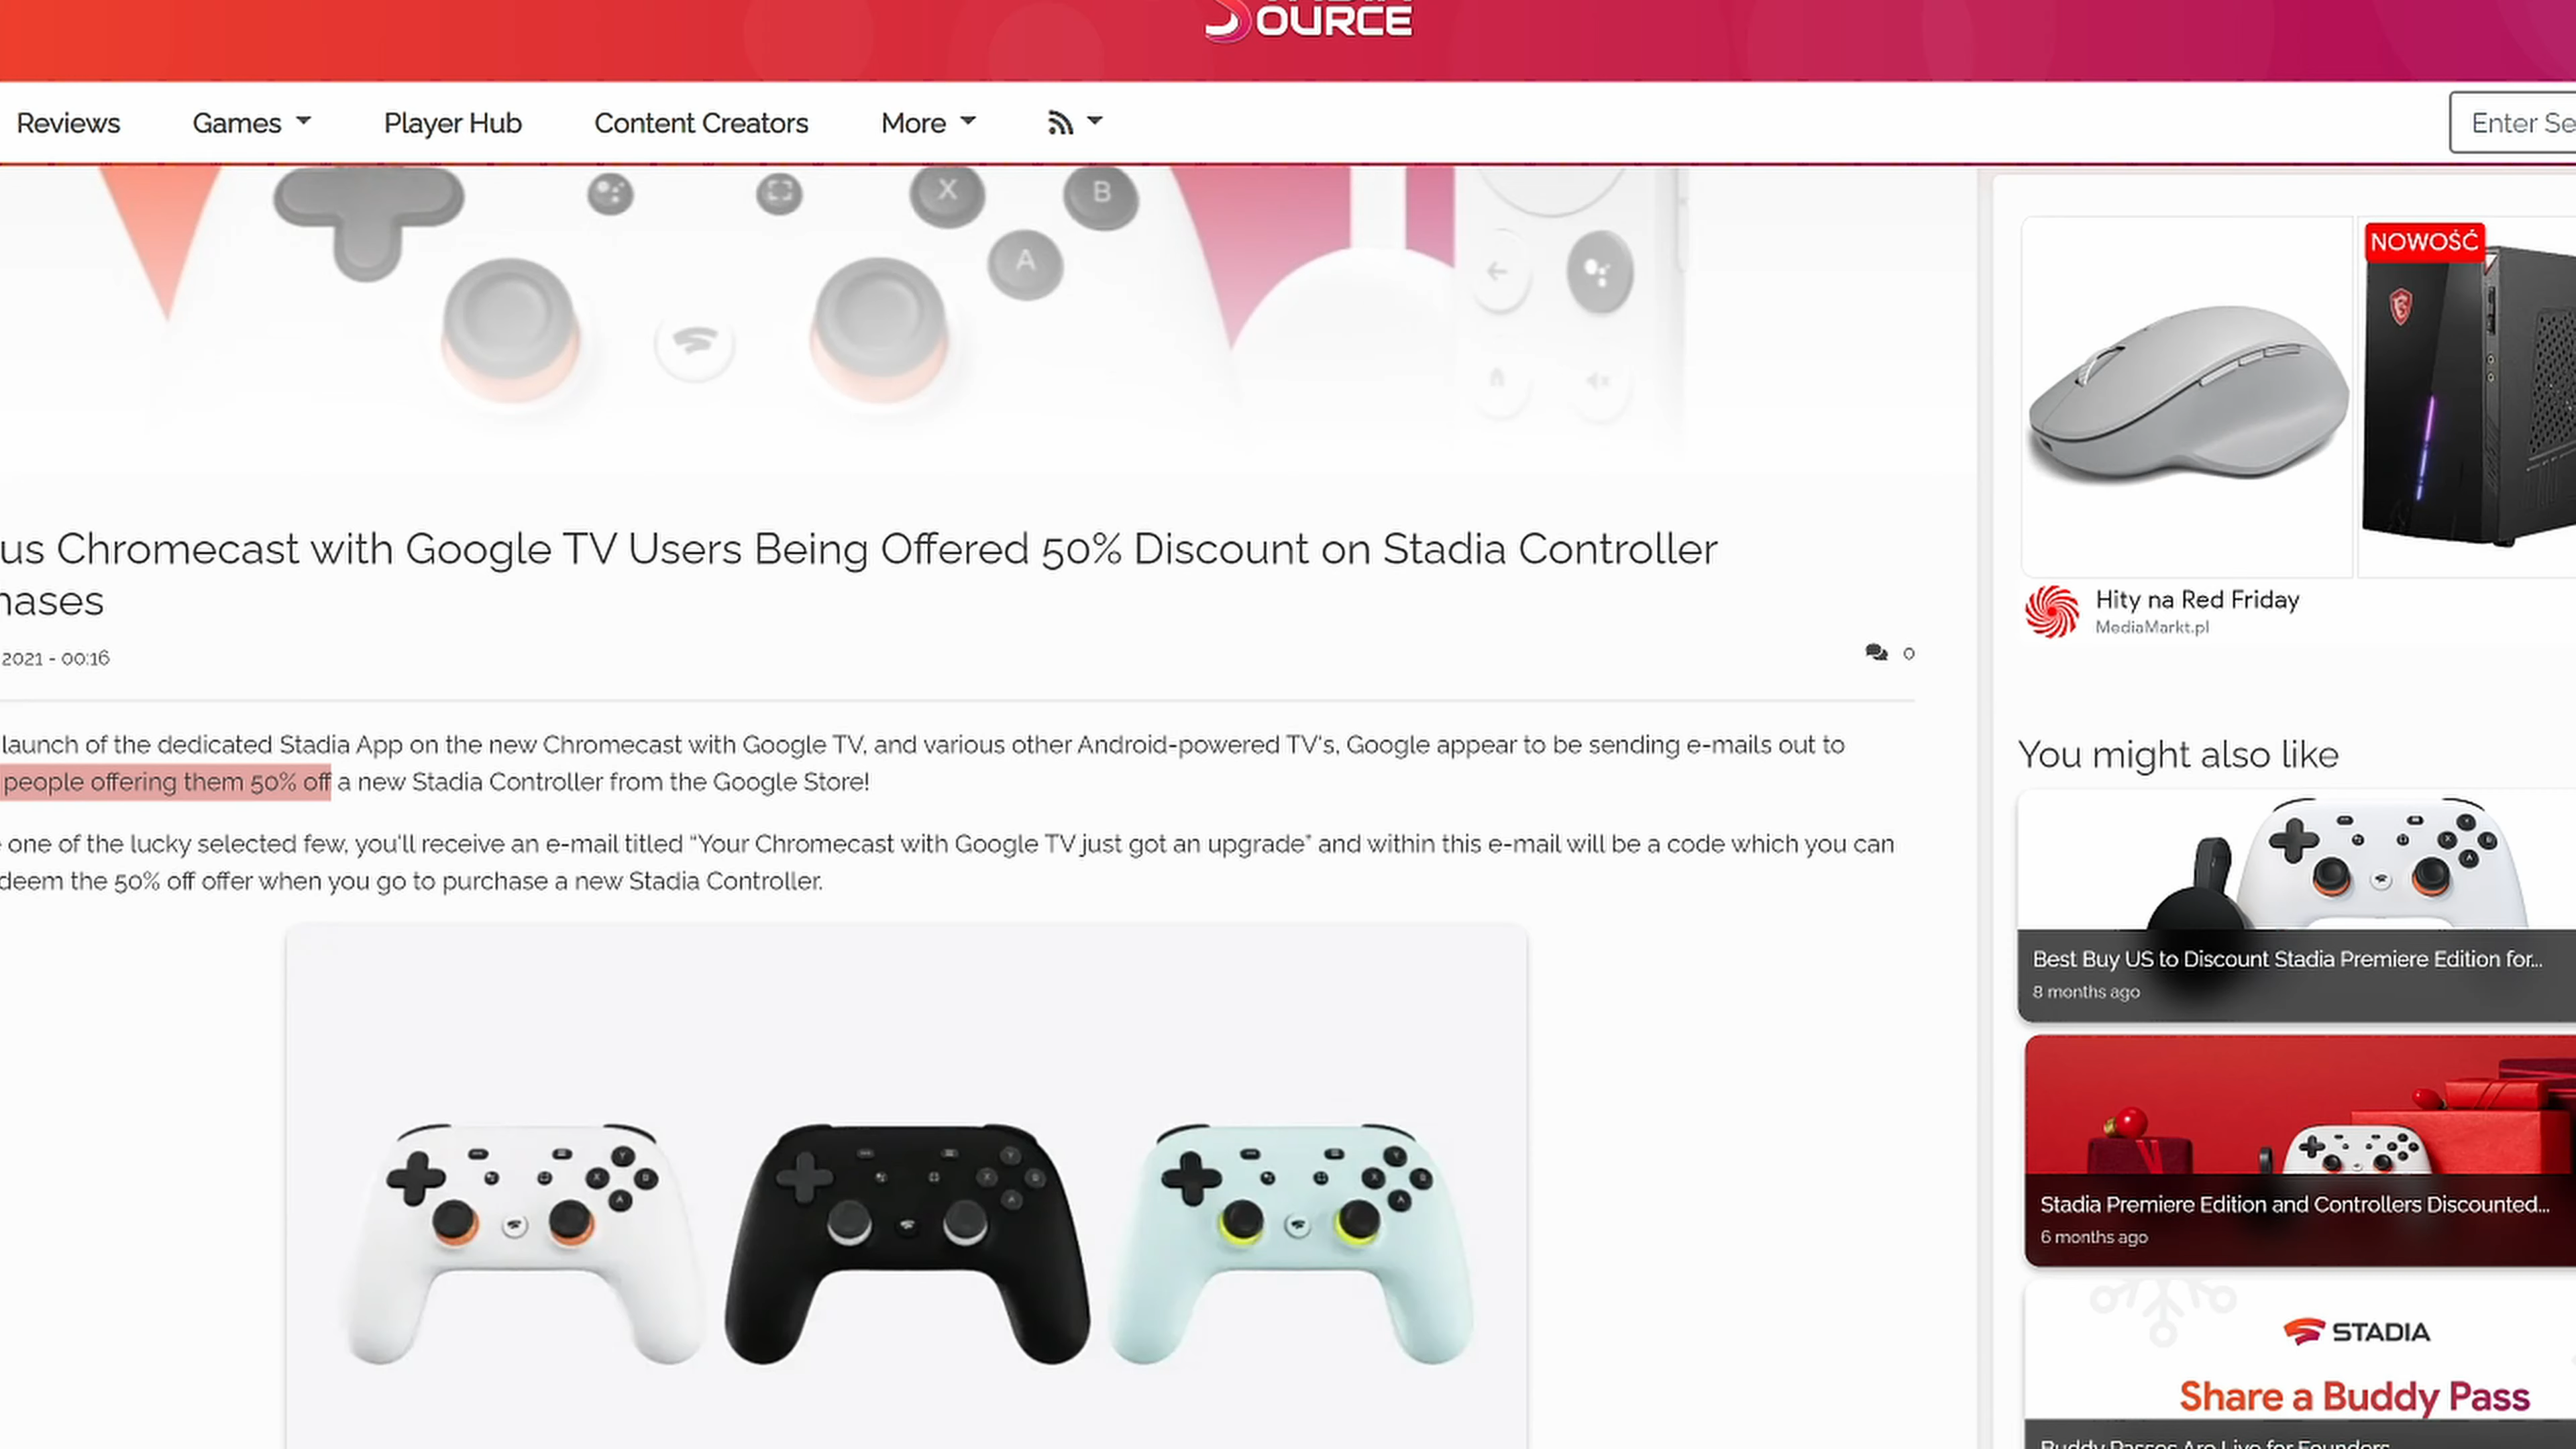 OURCE
Reviews
Games
Player Hub
Content Creators
More
Enter Se
X
B
A
NOWOŚĆ
us Chromecast with Google TV Users Being Offered 50% Discount on Stadia Controller
hases
2021 - 00:16
0
launch of the dedicated Stadia App on the new Chromecast with Google TV, and various other Android-powered TV's, Google appear to be sending e-mails out to
people offering them 50% off a new Stadia Controller from the Google Store!
one of the lucky selected few, you'll receive an e-mail titled “Your Chromecast with Google TV just got an upgrade” and within this e-mail will be a code which you can
deem the 50% off offer when you go to purchase a new Stadia Controller.
Hity na Red Friday
MediaMarkt.pl
You might also like
Best Buy US to Discount Stadia Premiere Edition for...
8 months ago
Stadia Premiere Edition and Controllers Discounted...
6 months ago
STADIA
Share a Buddy Pass
Buddy Passes Are Live for Founders